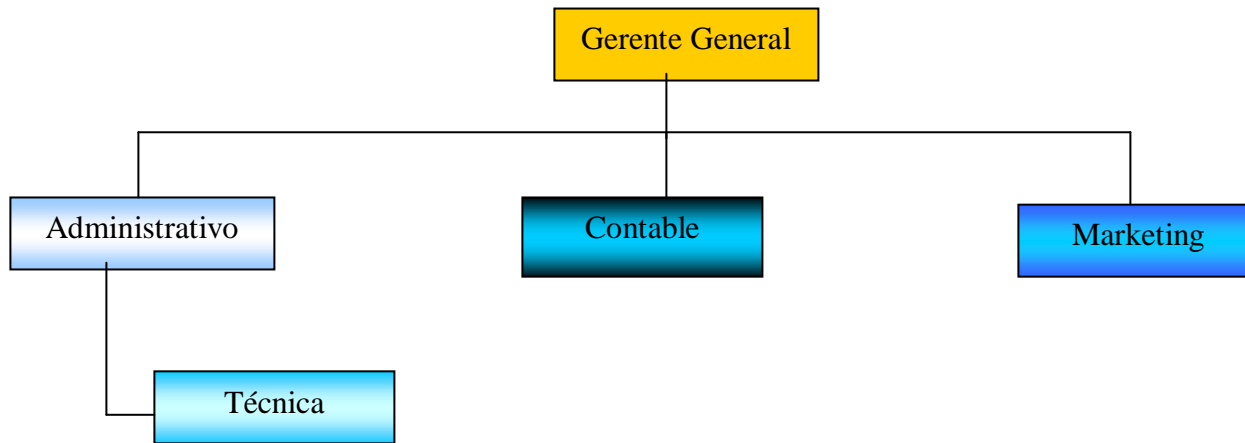 Gerente General
Administrativo
Contable
Marketing
Técnica